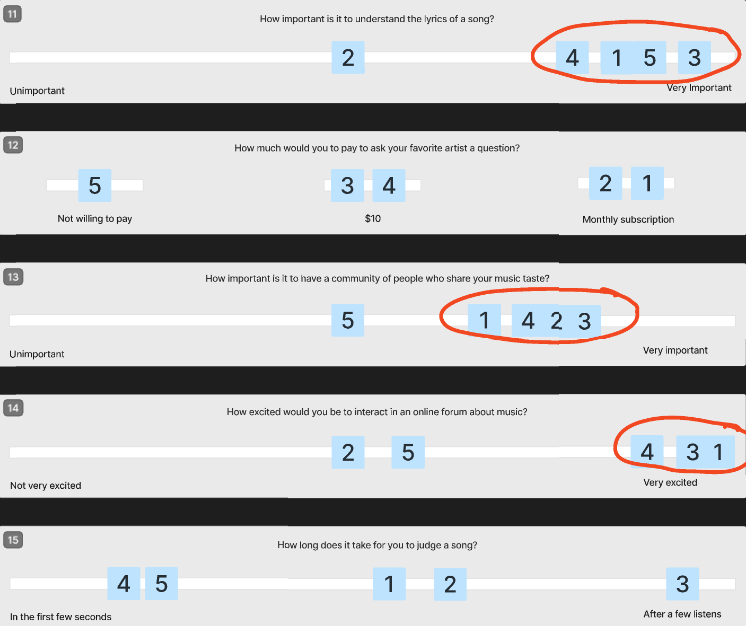 11
How important is it to understand the lyrics of a song?
2 4 1 5 3
Unimportant Very Important
12
How much would you to pay to ask your favorite artist a question?
5 3 4 2 1
Not willing to pay $10 Monthly subscription
13
How important is it to have a community of people who share your music taste?
5 1 4 2 3
Unimportant Very important
14
How excited would you be to interact in an online forum about music?
2 5 4 3 1
Not very excited Very excited
15
How long does it take for you to judge a song?
4 5 1 2 3
In the first few seconds After a few listens